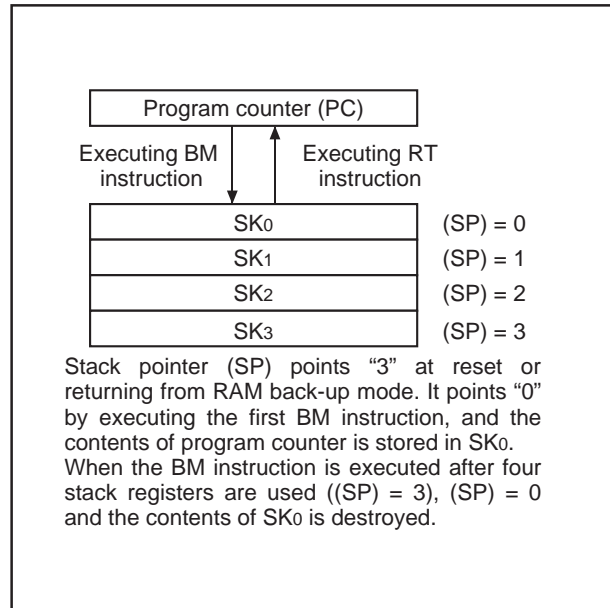 Program counter (PC)
Executing BM
instruction
Executing RT
instruction
SK0
(SP) = 0
SK1
(SP) = 1
SK2
(SP) = 2
SK3
(SP) = 3
Stack pointer (SP) points “3” at reset or
returning from RAM back-up mode. It points “0”
by executing the first BM instruction, and the
contents of program counter is stored in SK0.
When the BM instruction is executed after four
stack registers are used ((SP) = 3), (SP) = 0
and the contents of SK0 is destroyed.